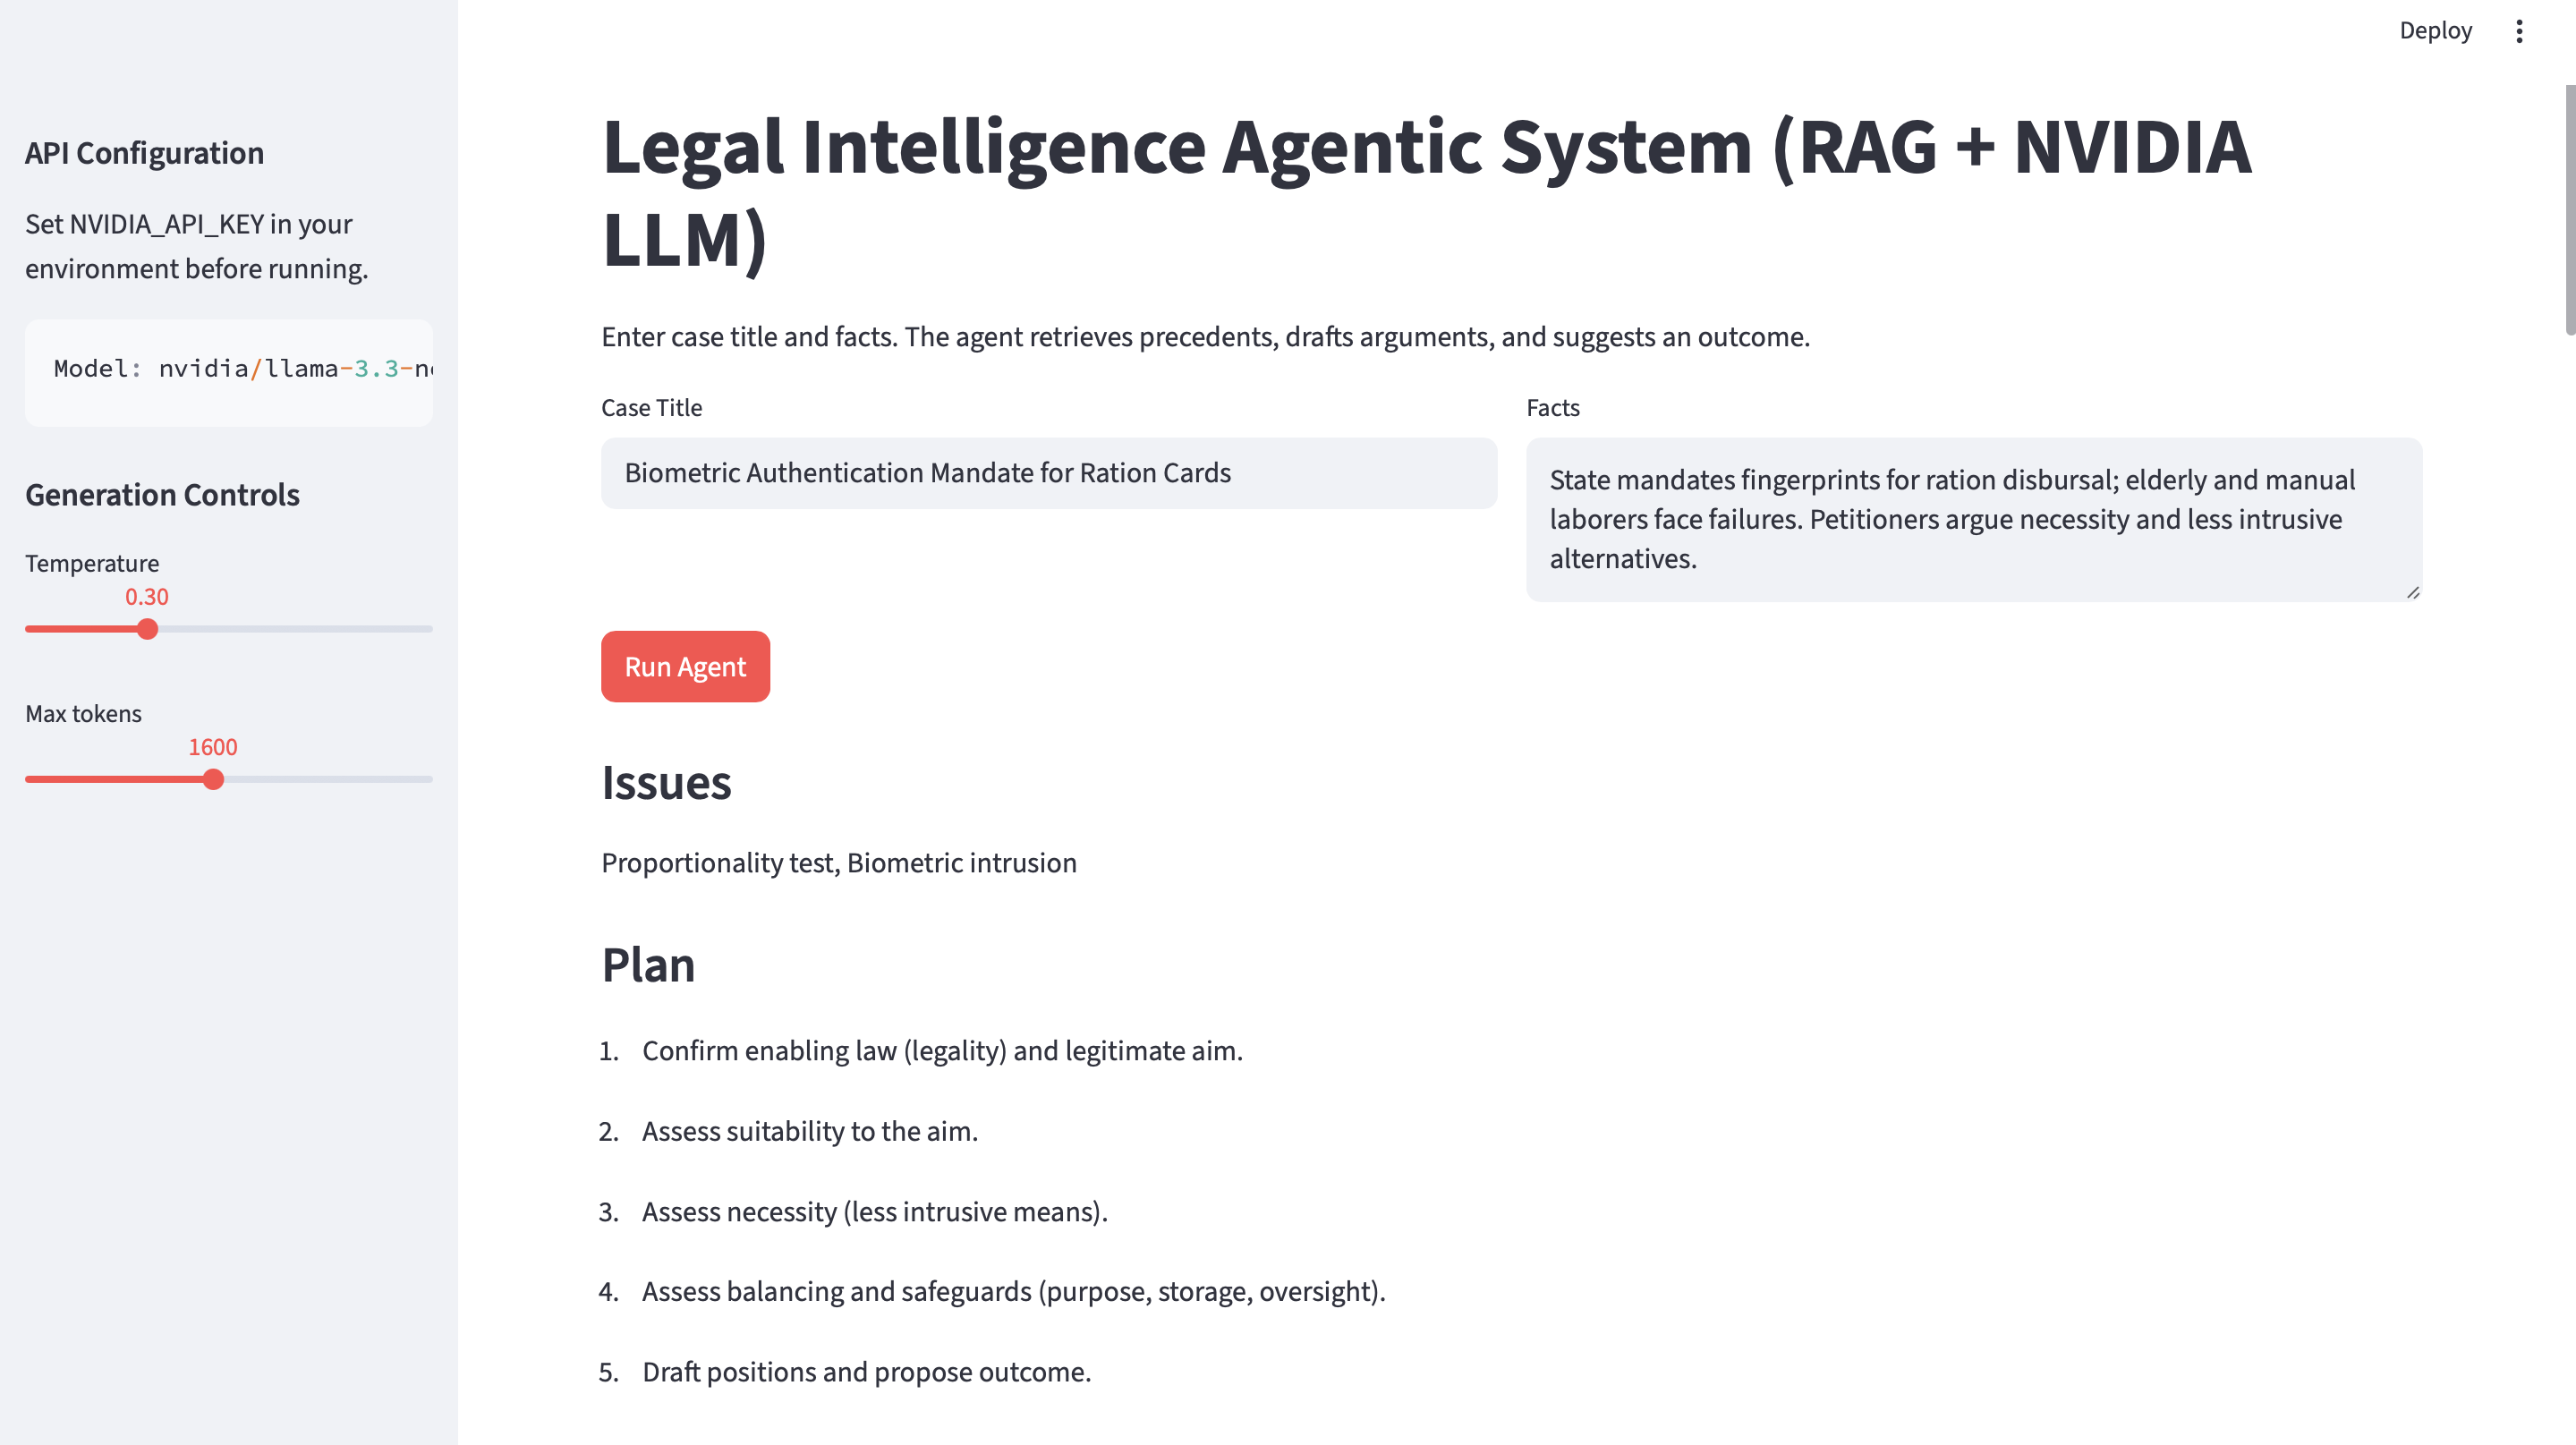 Deploy
API Configuration
Set NVIDIA_API_KEY in your
environment before running.
Model: nvidia/llama-3.3-n
Generation Controls
Temperature
0.30
Max tokens
1600
Legal Intelligence Agentic System (RAG + NVIDIA
LLM)
Enter case title and facts. The agent retrieves precedents, drafts arguments, and suggests an outcome.
Case Title
Biometric Authentication Mandate for Ration Cards
Facts
State mandates fingerprints for ration disbursal; elderly and manual
laborers face failures. Petitioners argue necessity and less intrusive
alternatives.
Run Agent
Issues
Proportionality test, Biometric intrusion
Plan
1. Confirm enabling law (legality) and legitimate aim.
2. Assess suitability to the aim.
3. Assess necessity (less intrusive means).
4. Assess balancing and safeguards (purpose, storage, oversight).
5. Draft positions and propose outcome.